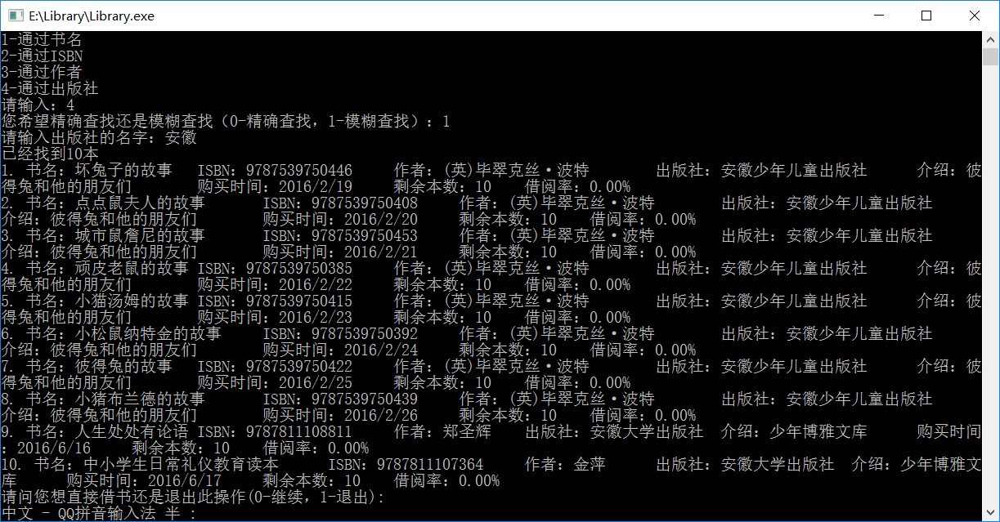 E:\Library\Library.exe
1-通过书名
2-通过ISBN
3-通过作者
4-通过出版社
请输入：4
您希望精确查找还是模糊查找（0-精确查找，1-模糊查找）：1
请输入出版社的名字：安徽
已经找到10本
1. 书名：坏兔子的故事 ISBN：9787539750446 作者：(英)毕翠克丝·波特 出版社：安徽少年儿童出版社 介绍：彼
得兔和他的朋友们 购买时间：2016/2/19 剩余本数：10 借阅率：0.00%
2. 书名：点点鼠夫人的故事 ISBN：9787539750408 作者：(英)毕翠克丝·波特 出版社：安徽少年儿童出版社
介绍：彼得兔和他的朋友们 购买时间：2016/2/20 剩余本数：10 借阅率：0.00%
3. 书名：城市鼠詹尼的故事 ISBN：9787539750453 作者：(英)毕翠克丝·波特 出版社：安徽少年儿童出版社
介绍：彼得兔和他的朋友们 购买时间：2016/2/21 剩余本数：10 借阅率：0.00%
4. 书名：顽皮老鼠的故事 ISBN：9787539750385 作者：(英)毕翠克丝·波特 出版社：安徽少年儿童出版社 介绍：彼
得兔和他的朋友们 购买时间：2016/2/22 剩余本数：10 借阅率：0.00%
5. 书名：小猫汤姆的故事 ISBN：9787539750415 作者：(英)毕翠克丝·波特 出版社：安徽少年儿童出版社 介绍：彼
得兔和他的朋友们 购买时间：2016/2/23 剩余本数：10 借阅率：0.00%
6. 书名：小松鼠纳特金的故事 ISBN：9787539750392 作者：(英)毕翠克丝·波特 出版社：安徽少年儿童出版社
介绍：彼得兔和他的朋友们 购买时间：2016/2/24 剩余本数：10 借阅率：0.00%
7. 书名：彼得兔的故事 ISBN：9787539750422 作者：(英)毕翠克丝·波特 出版社：安徽少年儿童出版社 介绍：彼
得兔和他的朋友们 购买时间：2016/2/25 剩余本数：10 借阅率：0.00%
8. 书名：小猪布兰德的故事 ISBN：9787539750439 作者：(英)毕翠克丝·波特 出版社：安徽少年儿童出版社
介绍：彼得兔和他的朋友们 购买时间：2016/2/26 剩余本数：10 借阅率：0.00%
9. 书名：人生处处有论语 ISBN：9787811108811 作者：郑圣辉 出版社：安徽大学出版社 介绍：少年博雅文库 购买时间
：2016/6/16 剩余本数：10 借阅率：0.00%
10. 书名：中小学生日常礼仪教育读本 ISBN：9787811107364 作者：金萍 出版社：安徽大学出版社 介绍：少年博雅文
库 购买时间：2016/6/17 剩余本数：10 借阅率：0.00%
请问您想直接借书还是退出此操作(0-继续，1-退出):
中文 - QQ拼音输入法 半 :